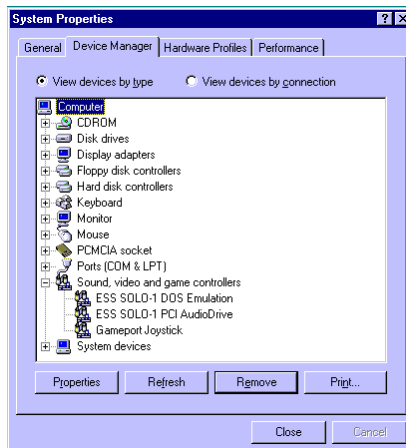 System Properties
General Device Manager Hardware Profiles Performance
View devices by type View devices by connection
Computer
CDROM
Disk drives
Display adapters
Floppy disk controllers
Hard disk controllers
Keyboard
Monitor
Mouse
PCMCIA socket
Ports (COM & LPT)
Sound, video and game controllers
ESS SOLO-1 DOS Emulation
ESS SOLO-1 PCI AudioDrive
Gameport Joystick
System devices
Properties Refresh Remove Print...
Close Cancel